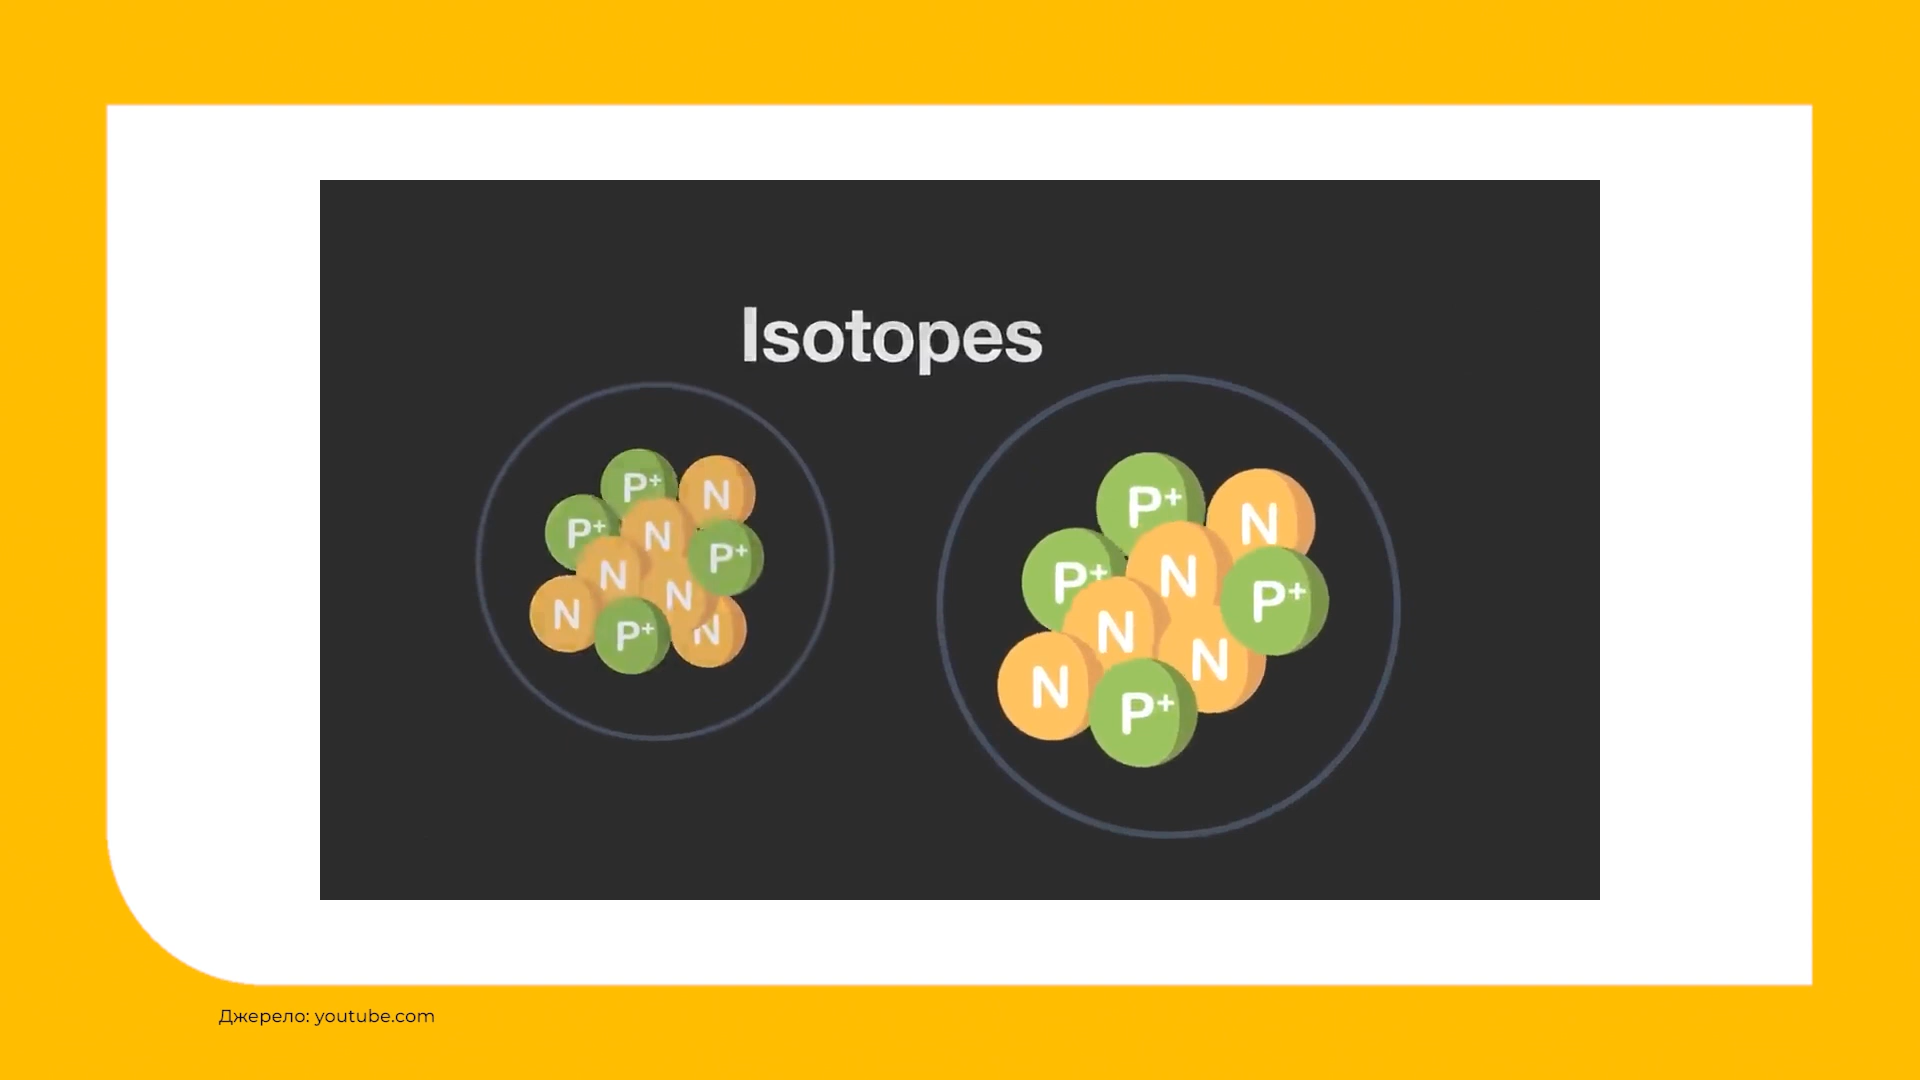 Isotopes
P⁺ N
P⁺ N P⁺
N N
N P⁺ N
P⁺ N
P⁺ N P⁺
N N
N P⁺
Джерело: youtube.com